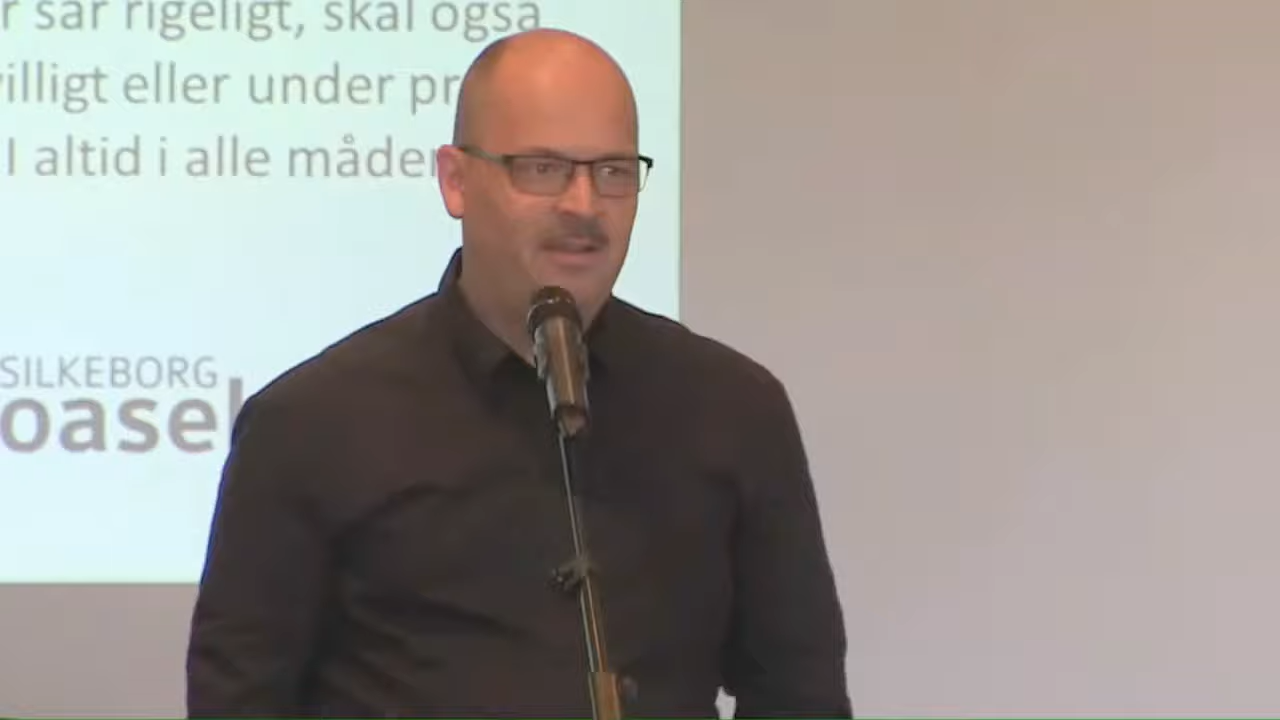 r sår rigeligt, skal også
villigt eller under pr
I altid i alle måder
SILKEBORG
oase